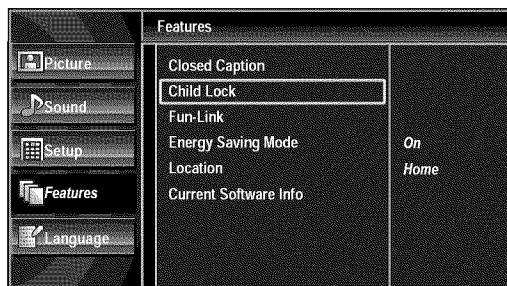 Features
Picture
Sound
Setup
Features
Language
Closed Caption
Child Lock
Fun-Link
Energy Saving Mode On
Location Home
Current Software Info